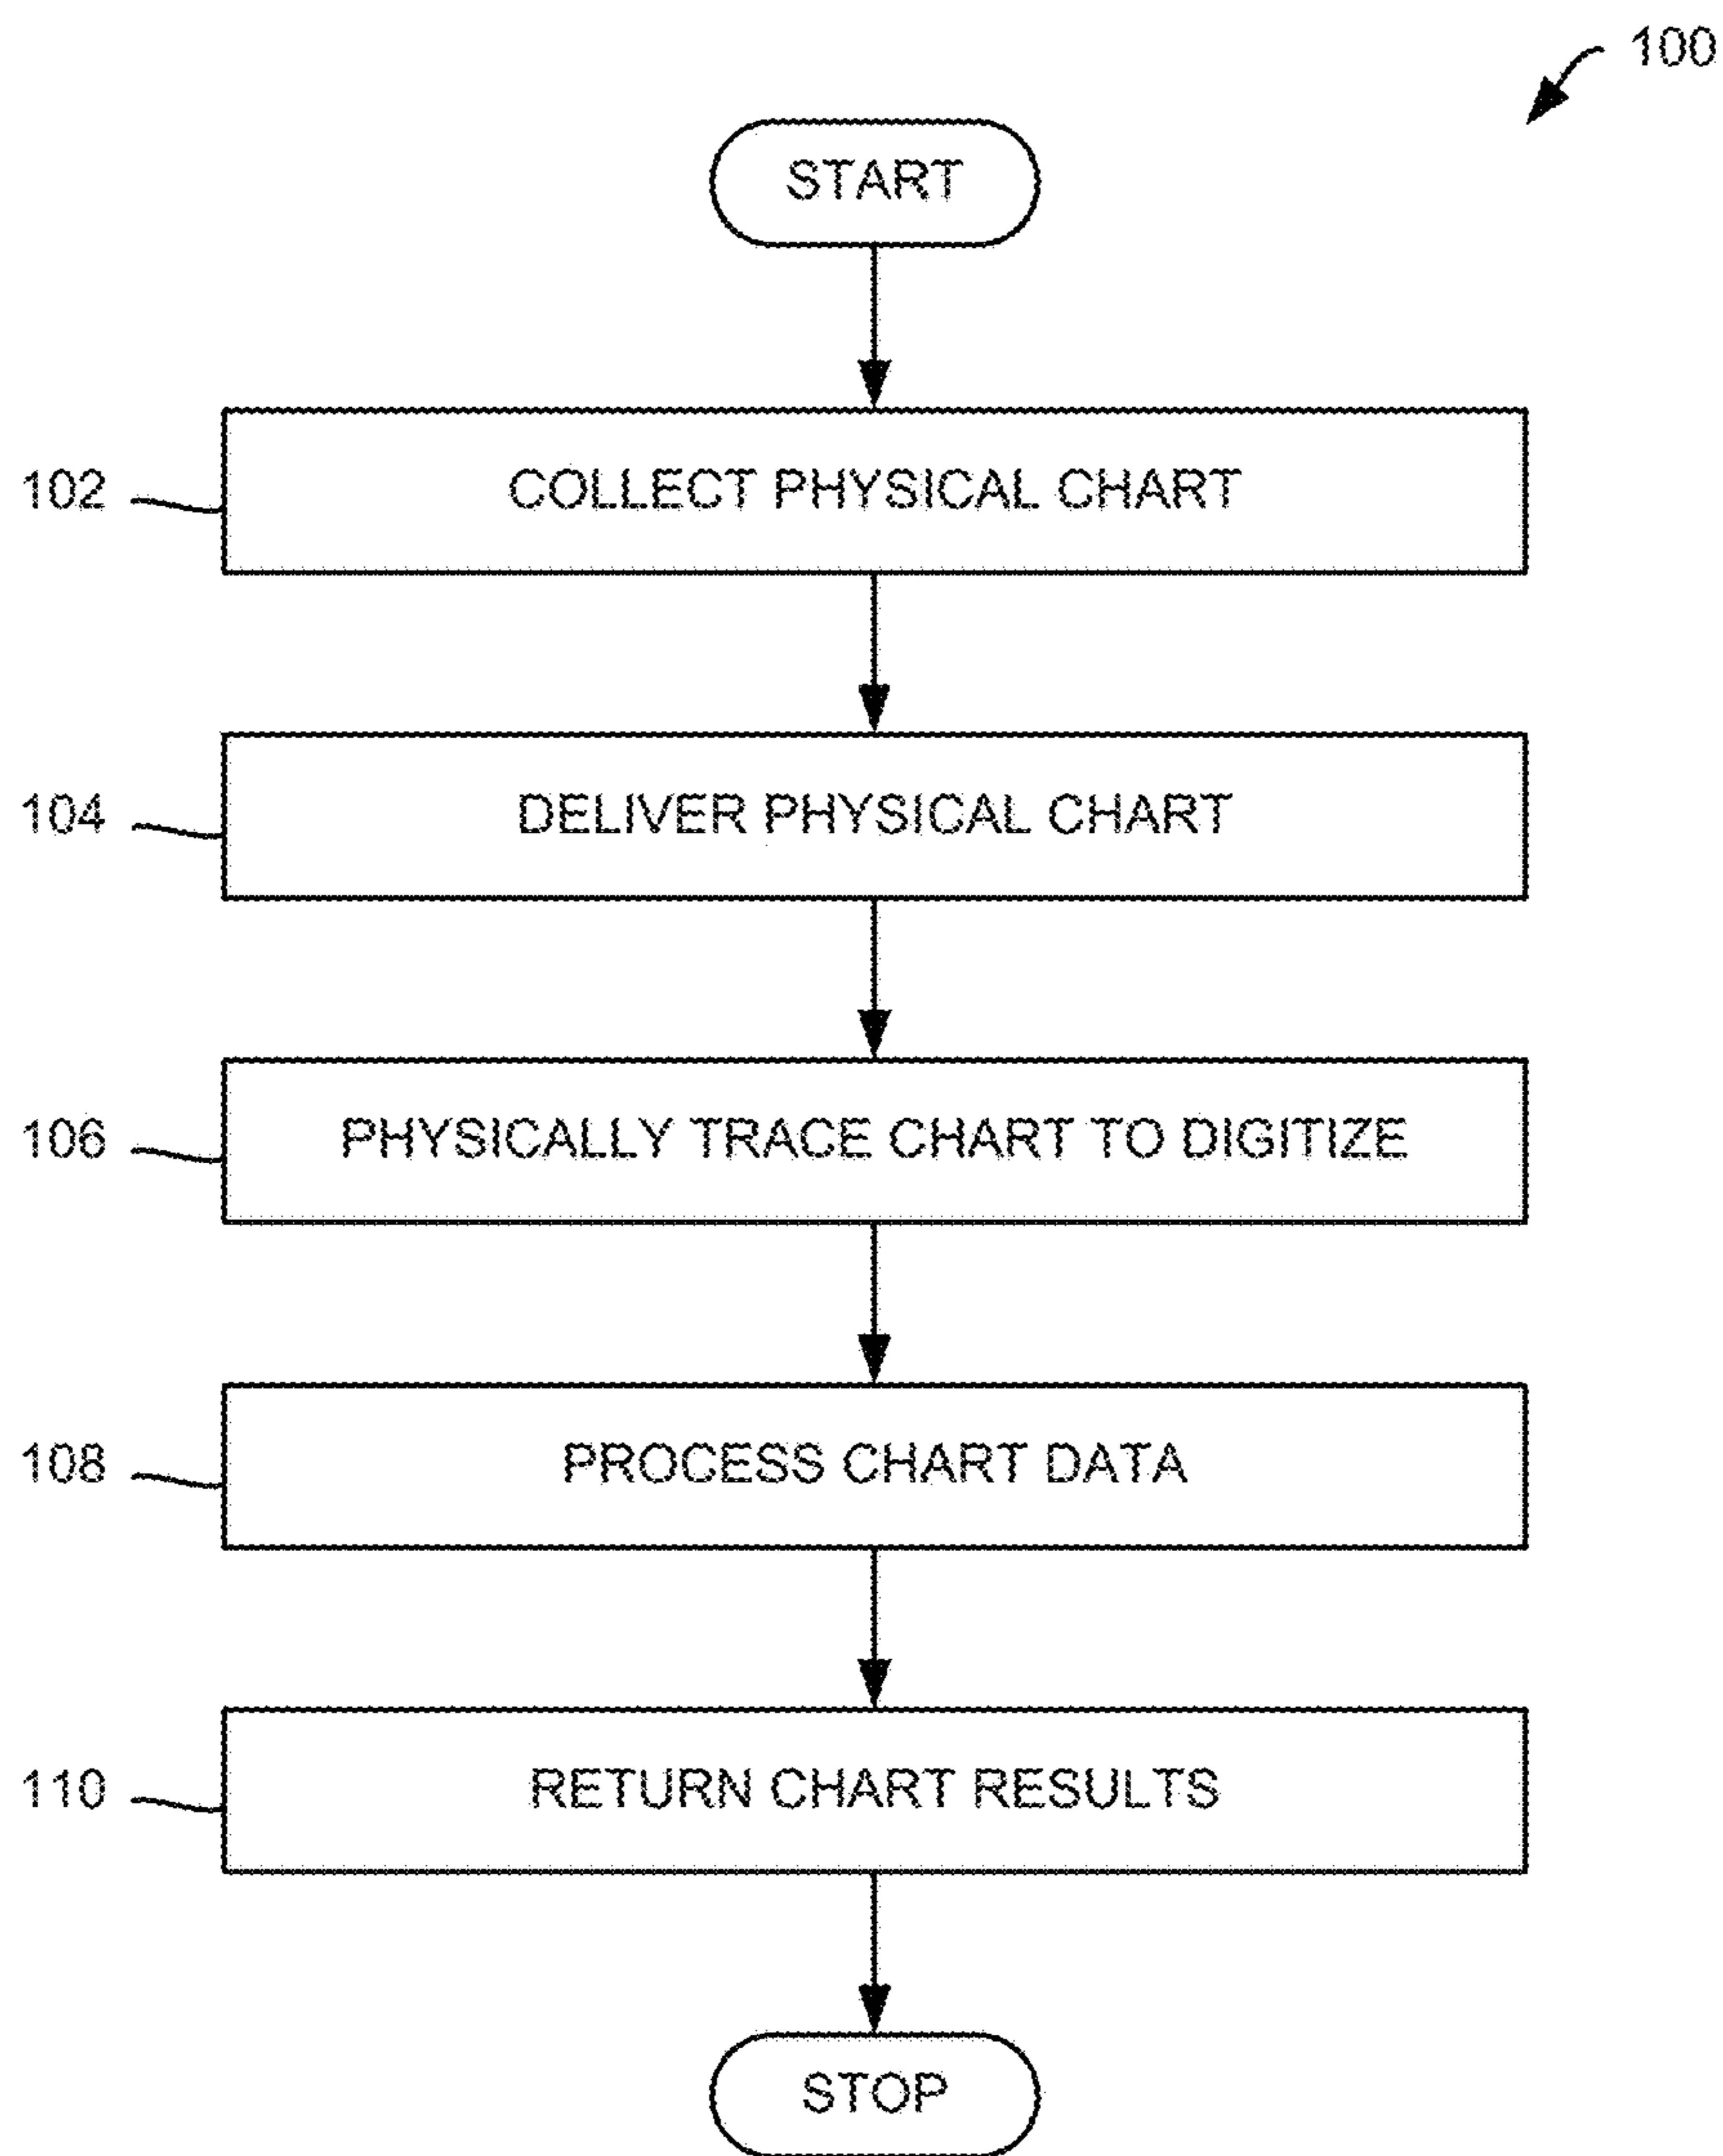 100
START
102 COLLECT PHYSICAL CHART
104 DELIVER PHYSICAL CHART
106 PHYSICALLY TRACE CHART TO DIGITIZE
108 PROCESS CHART DATA
110 RETURN CHART RESULTS
STOP